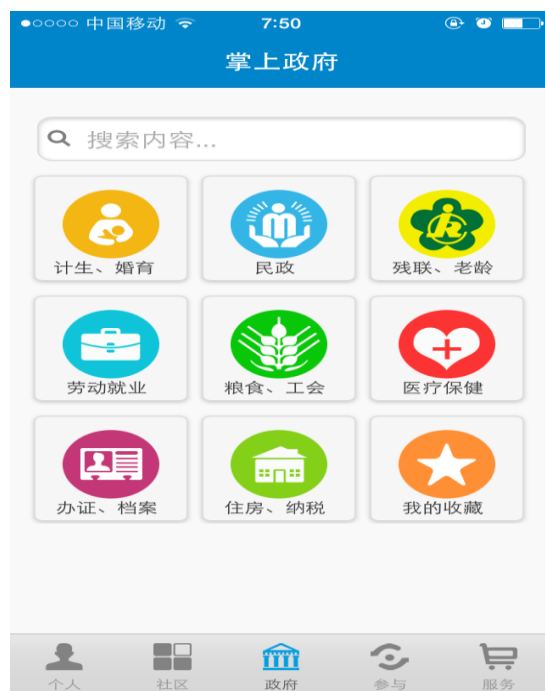 中国移动 7:50
掌上政府
搜索内容...
计生、婚育 民政 残联、老龄
劳动就业 粮食、工会 医疗保健
办证、档案 住房、纳税 我的收藏
个人 社区 政府 参与 服务